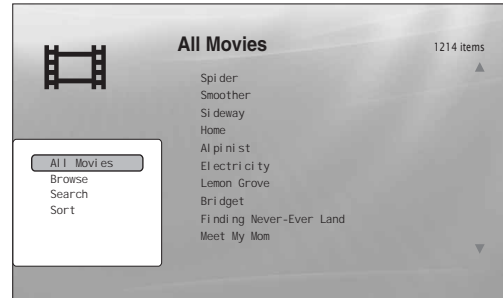 All Movies
1214 items
Spider
Smoother
Sideway
Home
Alpinist
Electricity
Lemon Grove
Bridget
Finding Never-Ever Land
Meet My Mom
All Movies
Browse
Search
Sort